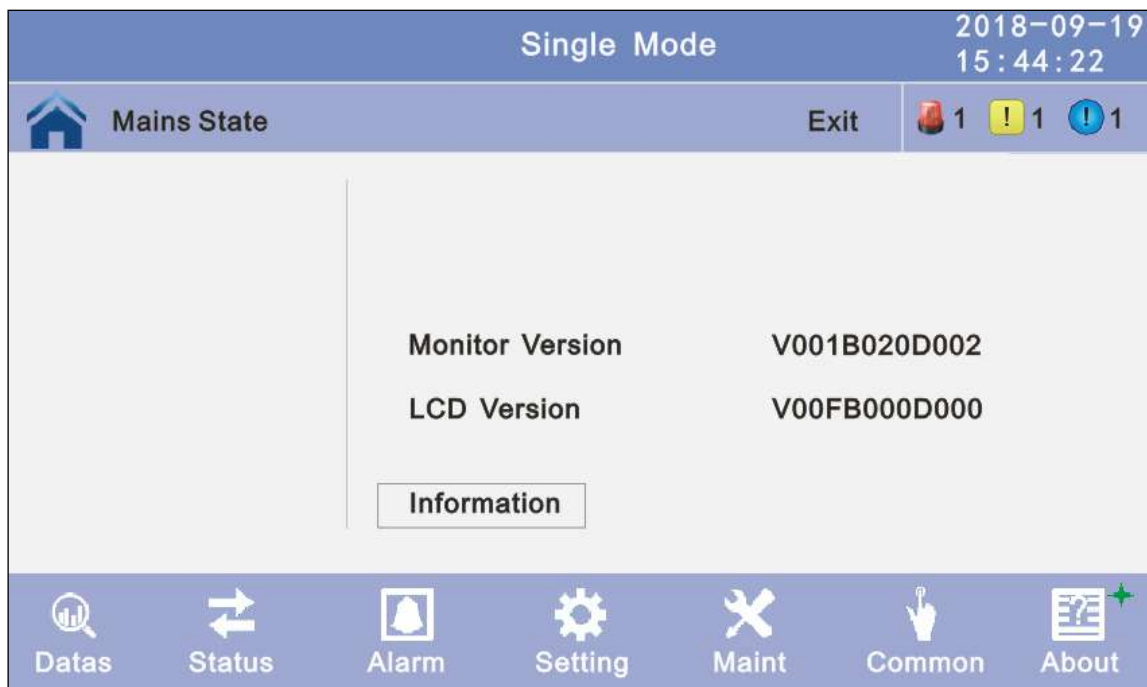 Single Mode
2018-09-19
15:44:22
Mains State
Exit
1
! 1
! 1
Monitor Version V001B020D002
LCD Version V00FB000D000
Information
Datas
Status
Alarm
Setting
Maint
Common
?
About